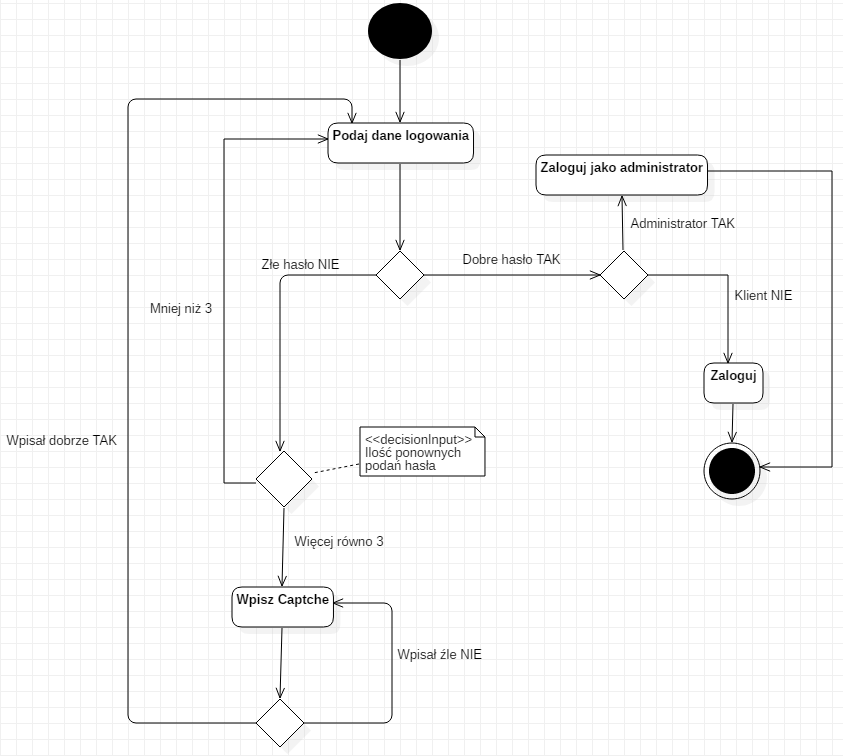 Podaj dane logowania
Zaloguj jako administrator
Administrator TAK
Złe hasło NIE
Dobre hasło TAK
Klient NIE
Mniej niż 3
Zaloguj
Wpisał dobrze TAK
<<decisionInput>>
Ilość ponownych
podań hasła
Więcej równo 3
Wpisz Captche
Wpisał źle NIE